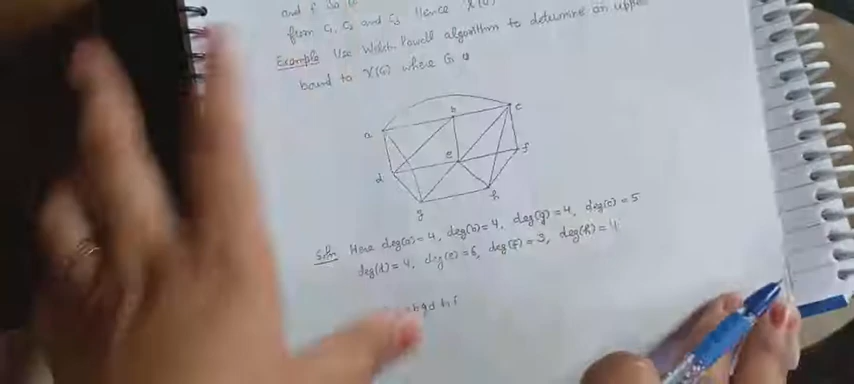 and f. So
from C₁, C₂ and C₃ Hence X(G)
Example Use Welch Powell algorithm to determine an upper
bound to X(G) where G is
a
b
c
d
e
f
g
h
Soln Here deg(a)=4, deg(b)=4, deg(g)=4, deg(c)=5
deg(d)=4, deg(e)=6, deg(f)=3, deg(h)=4
b g d h f